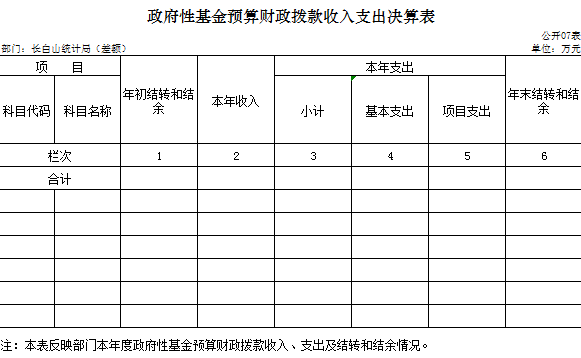 政府性基金预算财政拨款收入支出决算表
公开07表
部门：长白山统计局（差额）
单位：万元
项 目
年初结转和结余
本年收入
本年支出
年末结转和结余
科目代码
科目名称
小计
基本支出
项目支出
栏次 1 2 3 4 5 6
合计
注：本表反映部门本年度政府性基金预算财政拨款收入、支出及结转和结余情况。